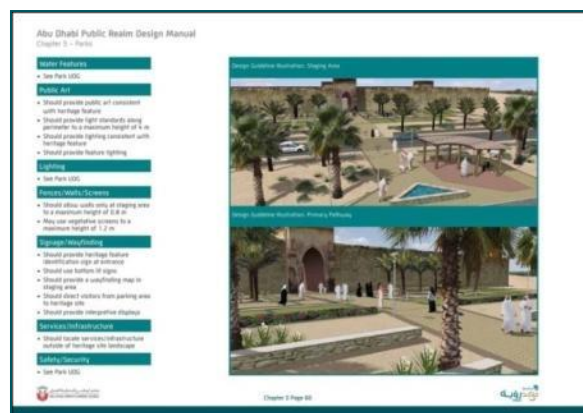 Abu Dhabi Public Realm Design Manual
Chapter 3 – Parks
Water Features
• See Park UDG
Public Art
• Should provide public art consistent
with heritage feature
• Should provide light standards along
perimeter to a maximum height of 4 m
• Should provide lighting consistent with
heritage feature
• Should provide feature lighting
Lighting
• See Park UDG
Fences/Walls/Screens
• Should allow walls only at staging area
to a maximum height of 0.8 m
• May use vegetative screens to a
maximum height of 1.2 m
Signage/Wayfinding
• Should provide heritage feature
identification sign at entrance
• Should use bottom lit signs
• Should provide a wayfinding map in
staging area
• Should direct visitors from parking area
to heritage site
• Should provide interpretive displays
Services/Infrastructure
• Should locate services/infrastructure
outside of heritage site landscape
Safety/Security
• See Park UDG
Design Guideline Illustration: Staging Area
Design Guideline Illustration: Primary Pathway
Chapter 3 Page 60